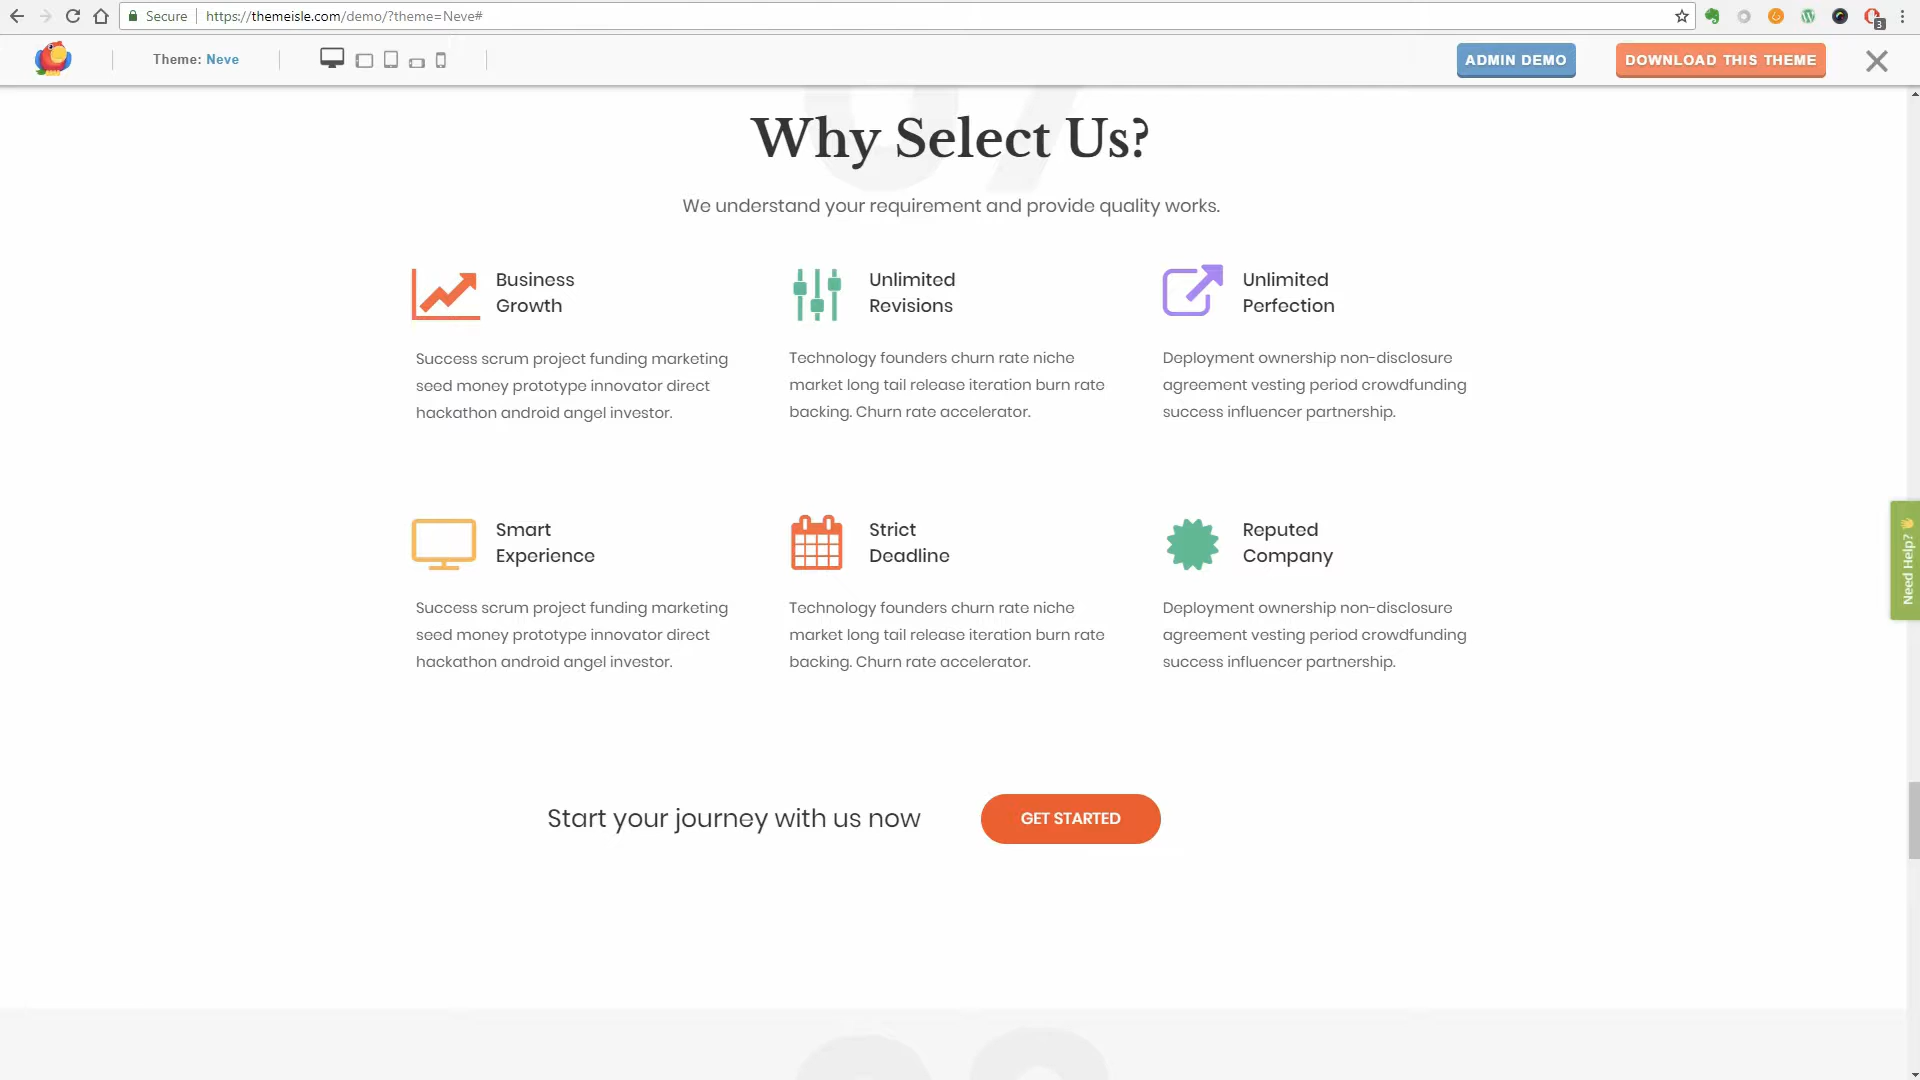 Secure https://themeisle.com/demo/?theme=Neve#
3
Theme: Neve
ADMIN DEMO
DOWNLOAD THIS THEME
07
Why Select Us?
We understand your requirement and provide quality works.
Business
Growth
Success scrum project funding marketing
seed money prototype innovator direct
hackathon android angel investor.
Unlimited
Revisions
Technology founders churn rate niche
market long tail release iteration burn rate
backing. Churn rate accelerator.
Unlimited
Perfection
Deployment ownership non-disclosure
agreement vesting period crowdfunding
success influencer partnership.
Smart
Experience
Success scrum project funding marketing
seed money prototype innovator direct
hackathon android angel investor.
Strict
Deadline
Technology founders churn rate niche
market long tail release iteration burn rate
backing. Churn rate accelerator.
Reputed
Company
Deployment ownership non-disclosure
agreement vesting period crowdfunding
success influencer partnership.
Need Help?
Start your journey with us now
GET STARTED